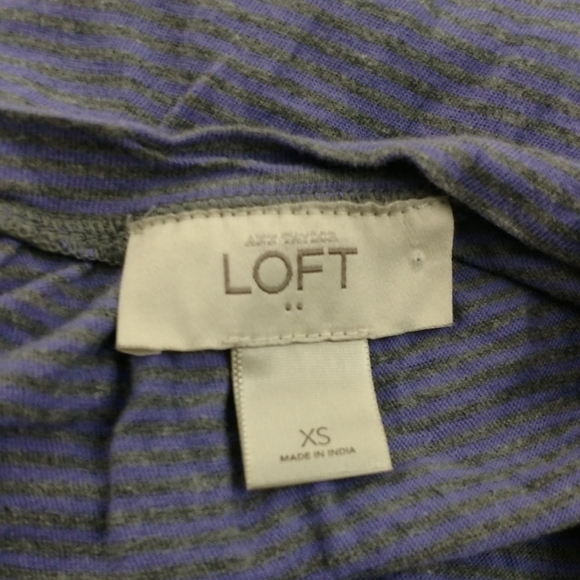 ANN TAYLOR
LOFT
XS
MADE IN INDIA